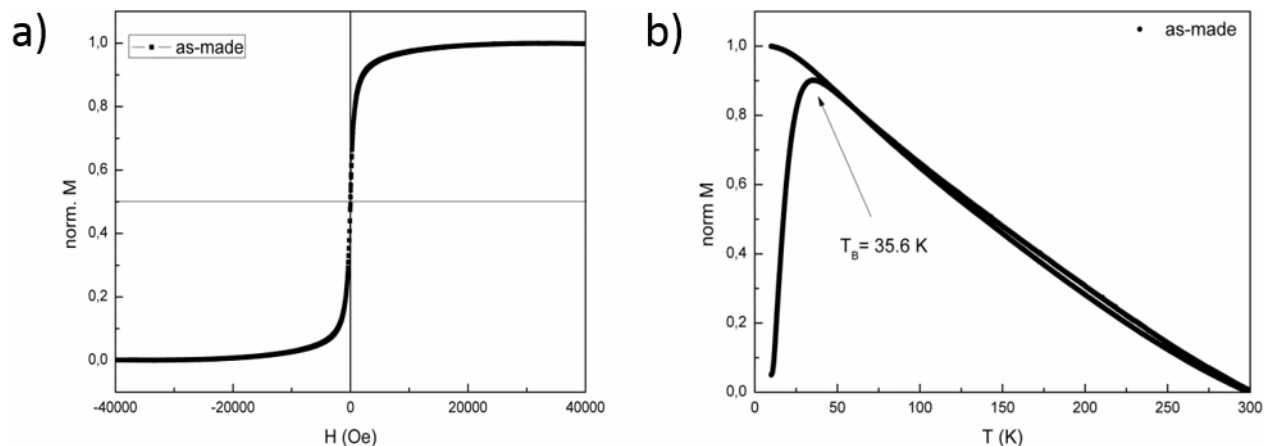 a)
as-made
norm. M
1,0
0,8
0,6
0,4
0,2
0,0
-40000 -20000 0 20000 40000
H (Oe)
b)
as-made
norm M
1,0
0,8
0,6
0,4
0,2
0,0
T_B= 35.6 K
0 50 100 150 200 250 300
T (K)